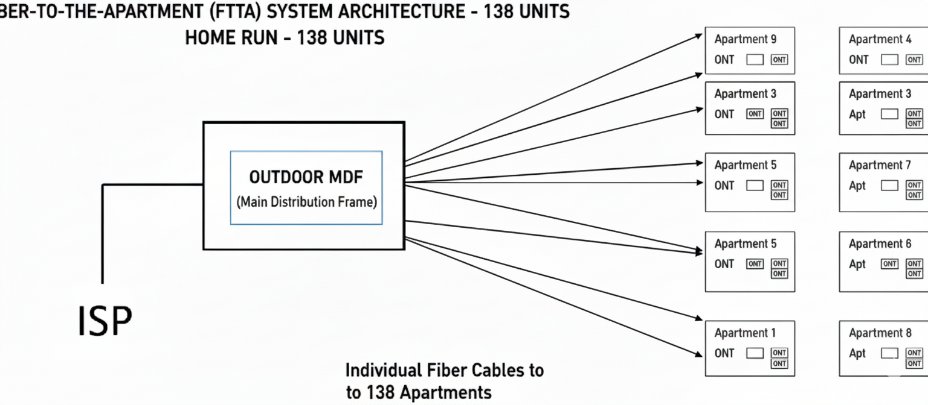 BER-TO-THE-APARTMENT (FTTA) SYSTEM ARCHITECTURE - 138 UNITS
HOME RUN - 138 UNITS
OUTDOOR MDF
(Main Distribution Frame)
ISP
Individual Fiber Cables to
to 138 Apartments
Apartment 9
ONT ONT
Apartment 4
ONT ONT
Apartment 3
ONT ONT ONT
ONT
Apartment 3
Apt ONT
ONT
Apartment 5
ONT ONT
ONT
Apartment 7
Apt ONT
ONT
Apartment 5
ONT ONT ONT
ONT
Apartment 6
Apt ONT ONT
ONT
Apartment 1
ONT ONT
ONT
Apartment 8
Apt ONT
ONT